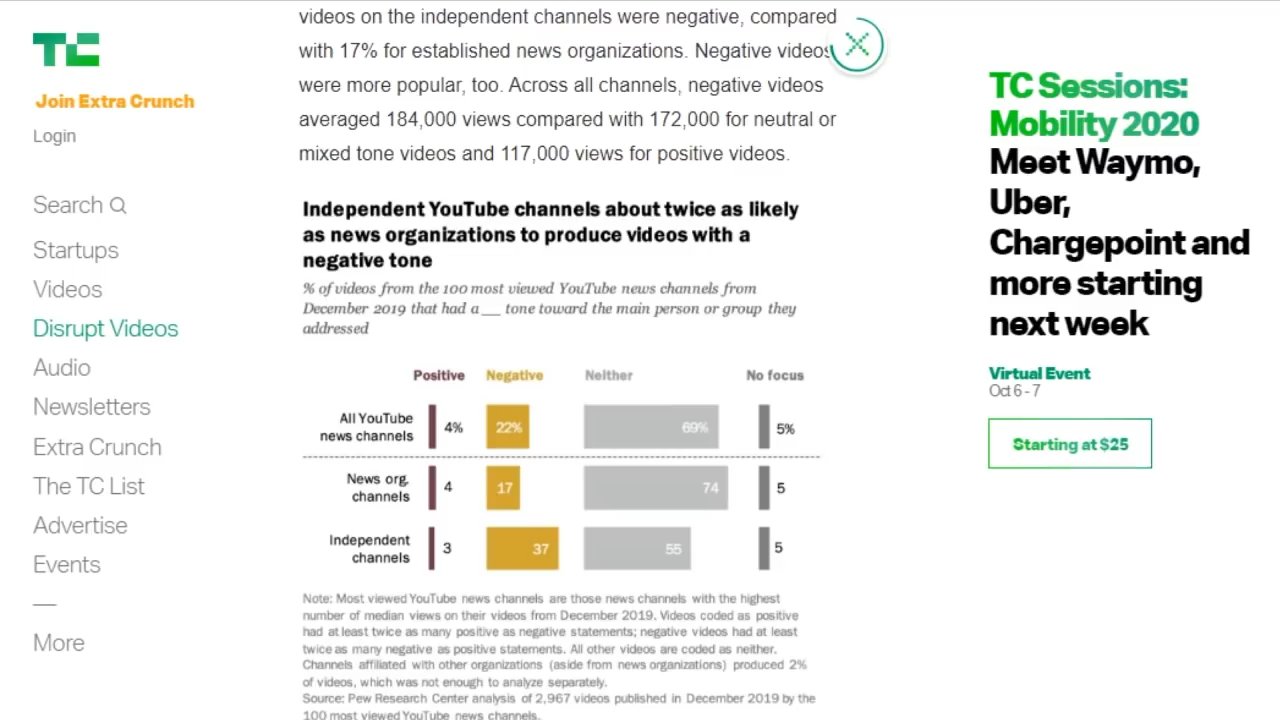 TC
Join Extra Crunch
Login
Search
Startups
Videos
Disrupt Videos
Audio
Newsletters
Extra Crunch
The TC List
Advertise
Events
—
More
videos on the independent channels were negative, compared
with 17% for established news organizations. Negative videos
were more popular, too. Across all channels, negative videos
averaged 184,000 views compared with 172,000 for neutral or
mixed tone videos and 117,000 views for positive videos.
Independent YouTube channels about twice as likely
as news organizations to produce videos with a
negative tone
% of videos from the 100 most viewed YouTube news channels from
December 2019 that had a __ tone toward the main person or group they
addressed
Positive Negative Neither No focus
All YouTube
news channels 4% 22% 69% 5%
News org.
channels 4 17 74 5
Independent
channels 3 37 55 5
Note: Most viewed YouTube news channels are those news channels with the highest
number of median views on their videos from December 2019. Videos coded as positive
had at least twice as many positive as negative statements; negative videos had at least
twice as many negative as positive statements. All other videos are coded as neither.
Channels affiliated with other organizations (aside from news organizations) produced 2%
of videos, which was not enough to analyze separately.
Source: Pew Research Center analysis of 2,967 videos published in December 2019 by the
100 most viewed YouTube news channels.
TC Sessions:
Mobility 2020
Meet Waymo,
Uber,
Chargepoint and
more starting
next week
Virtual Event
Oct 6 - 7
Starting at $25